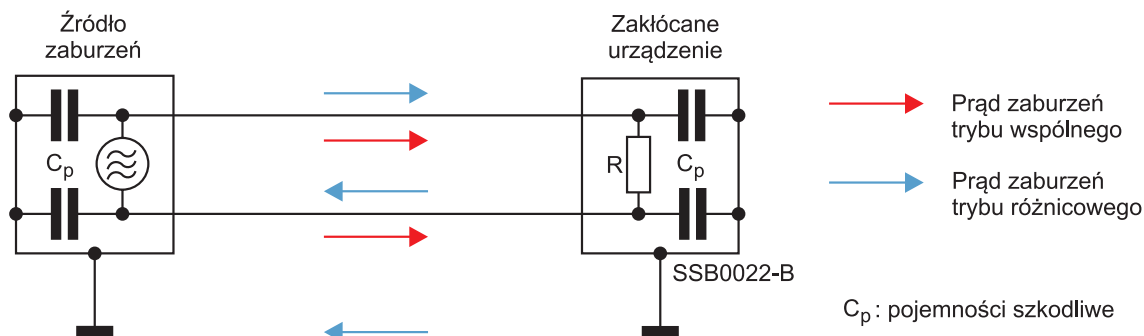 Źródło
zaburzeń
Zakłócane
urządzenie
Cp
R
Cp
SSB0022-B
Prąd zaburzeń
trybu wspólnego
Prąd zaburzeń
trybu różnicowego
Cp : pojemności szkodliwe